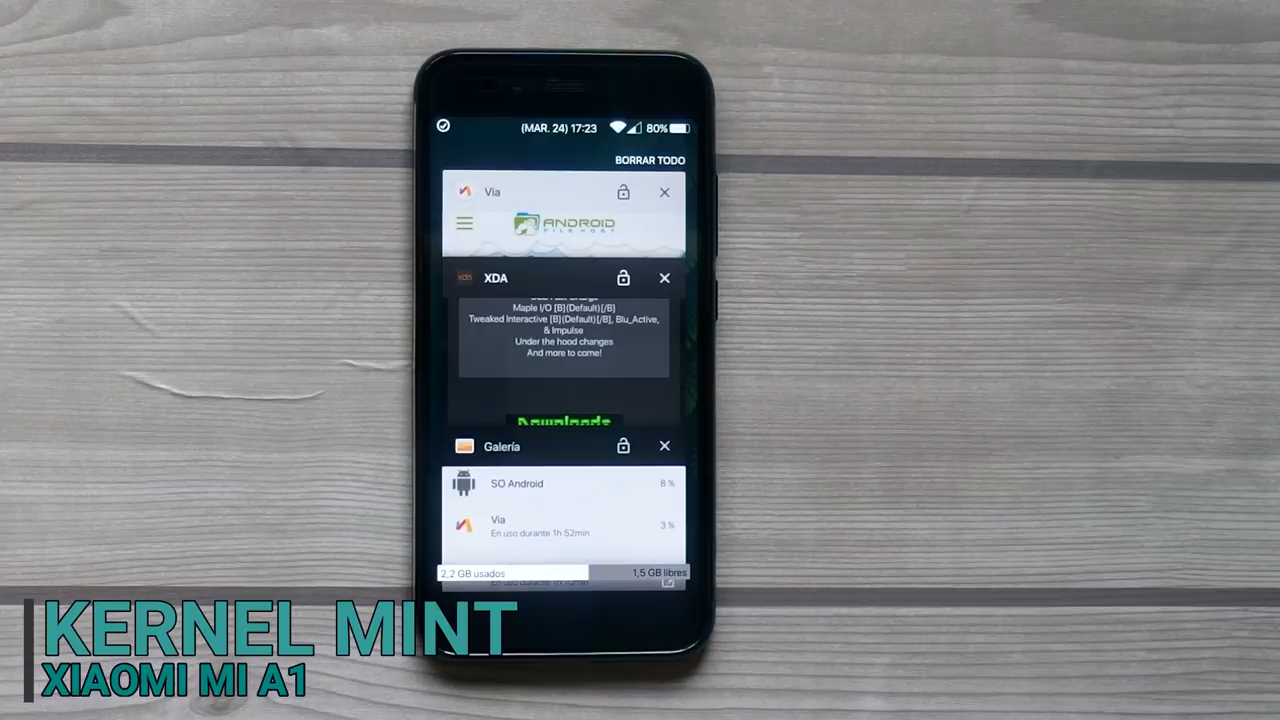 (MAR. 24) 17:23
80%
BORRAR TODO
Via
ANDROID
FILE HOST
XDA
xda
Maple I/O [B](Default)[/B]
Tweaked Interactive [B](Default)[/B], Blu_Active,
& Impulse
Under the hood changes
And more to come!
Downloads
Galería
SO Android
8 %
Via
3 %
En uso durante 1h 52min
2,2 GB usados
1,5 GB libres
KERNEL MINT
XIAOMI MI A1